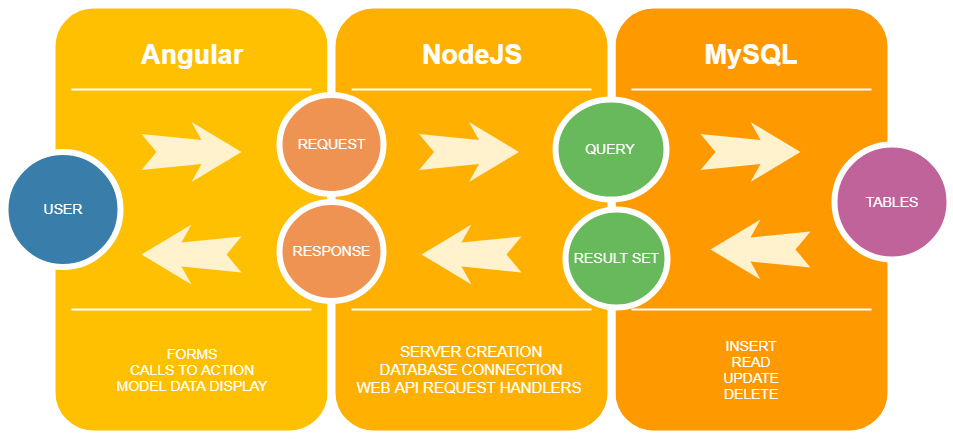 Angular
NodeJS
MySQL
REQUEST
QUERY
USER
TABLES
RESPONSE
RESULT SET
FORMS
CALLS TO ACTION
MODEL DATA DISPLAY
SERVER CREATION
DATABASE CONNECTION
WEB API REQUEST HANDLERS
INSERT
READ
UPDATE
DELETE